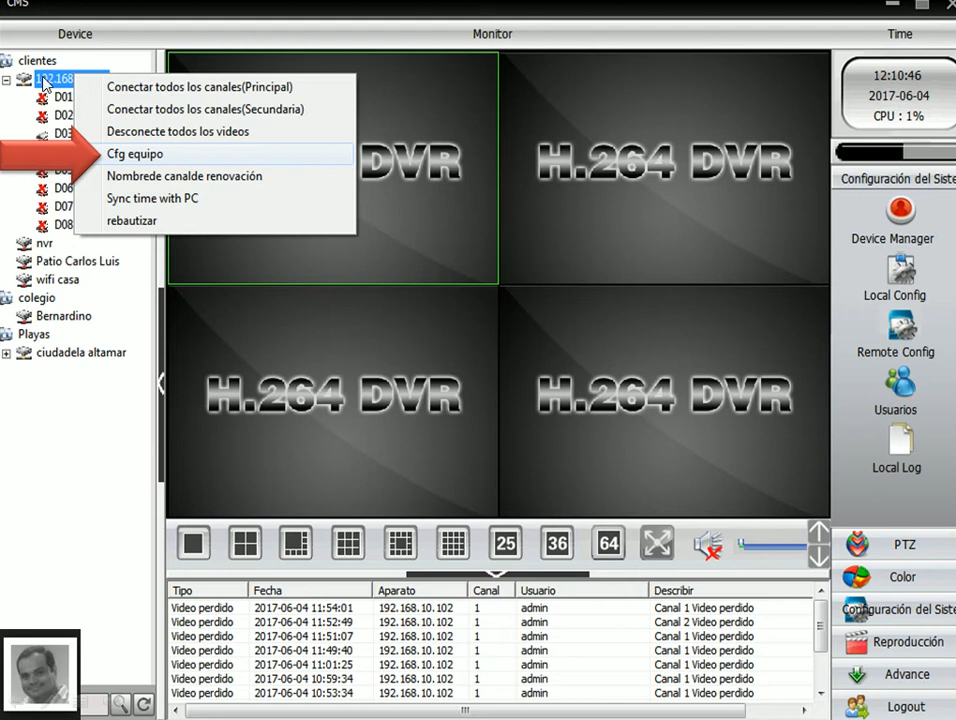 CMS
Device
Monitor
Time
clientes
192.168
D01
D02
D03
D06
D07
D08
nvr
Patio Carlos Luis
wifi casa
colegio
Bernardino
Playas
ciudadela altamar
Conectar todos los canales(Principal)
Conectar todos los canales(Secundaria)
Desconecte todos los videos
Cfg equipo
Nombrede canalde renovación
Sync time with PC
rebautizar
DVR
H.264 DVR
H.264 DVR
H.264 DVR
12:10:46
2017-06-04
CPU : 1%
Configuración del Siste
Device Manager
Local Config
Remote Config
Usuarios
Local Log
25
36
64
PTZ
Color
Configuración del Siste
Reproducción
Advance
Logout
Tipo Fecha Aparato Canal Usuario Describir
Video perdido 2017-06-04 11:54:01 192.168.10.102 1 admin Canal 1 Video perdido
Video perdido 2017-06-04 11:52:49 192.168.10.102 1 admin Canal 2 Video perdido
Video perdido 2017-06-04 11:51:07 192.168.10.102 1 admin Canal 1 Video perdido
Video perdido 2017-06-04 11:49:40 192.168.10.102 1 admin Canal 1 Video perdido
Video perdido 2017-06-04 11:01:25 192.168.10.102 1 admin Canal 1 Video perdido
Video perdido 2017-06-04 10:59:34 192.168.10.102 1 admin Canal 1 Video perdido
Video perdido 2017-06-04 10:53:34 192.168.10.102 1 admin Canal 1 Video perdido